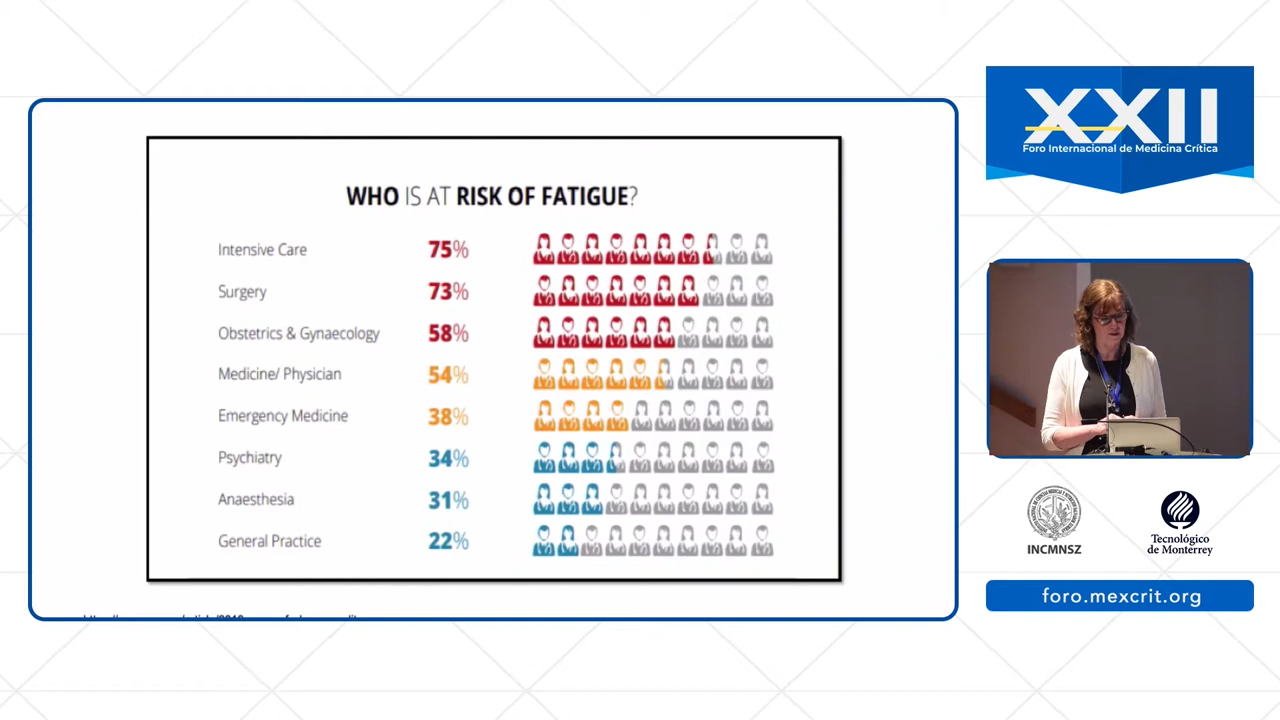 WHO IS AT RISK OF FATIGUE?
Intensive Care 75%
Surgery 73%
Obstetrics & Gynaecology 58%
Medicine/ Physician 54%
Emergency Medicine 38%
Psychiatry 34%
Anaesthesia 31%
General Practice 22%
XXII
Foro Internacional de Medicina Crítica
INCMNSZ
Tecnológico
de Monterrey
foro.mexcrit.org